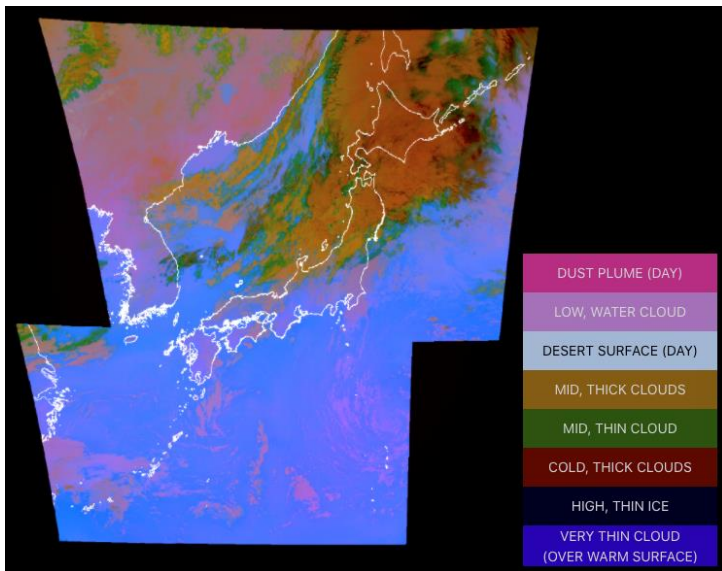 DUST PLUME (DAY)
LOW, WATER CLOUD
DESERT SURFACE (DAY)
MID, THICK CLOUDS
MID, THIN CLOUD
COLD, THICK CLOUDS
HIGH, THIN ICE
VERY THIN CLOUD
(OVER WARM SURFACE)